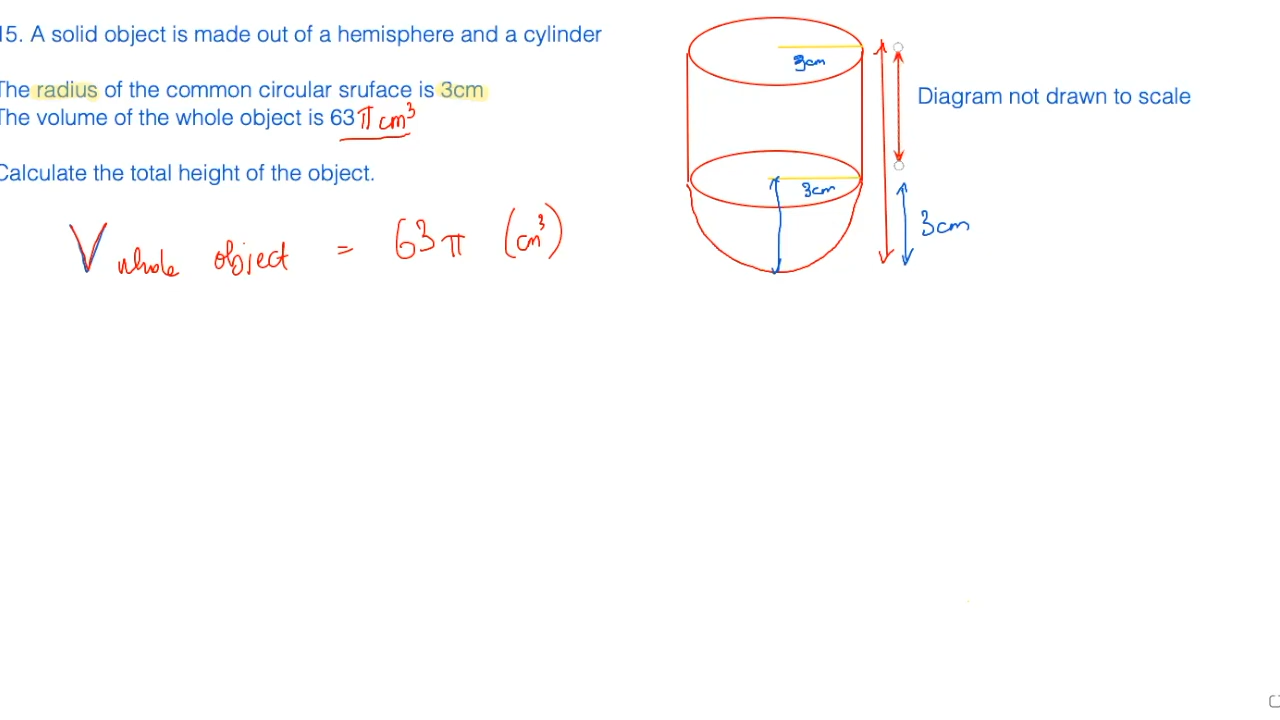 15. A solid object is made out of a hemisphere and a cylinder
The radius of the common circular sruface is 3cm
The volume of the whole object is 63π cm³
Calculate the total height of the object.
V whole object = 63π (cm³)
3cm
3cm
3cm
Diagram not drawn to scale